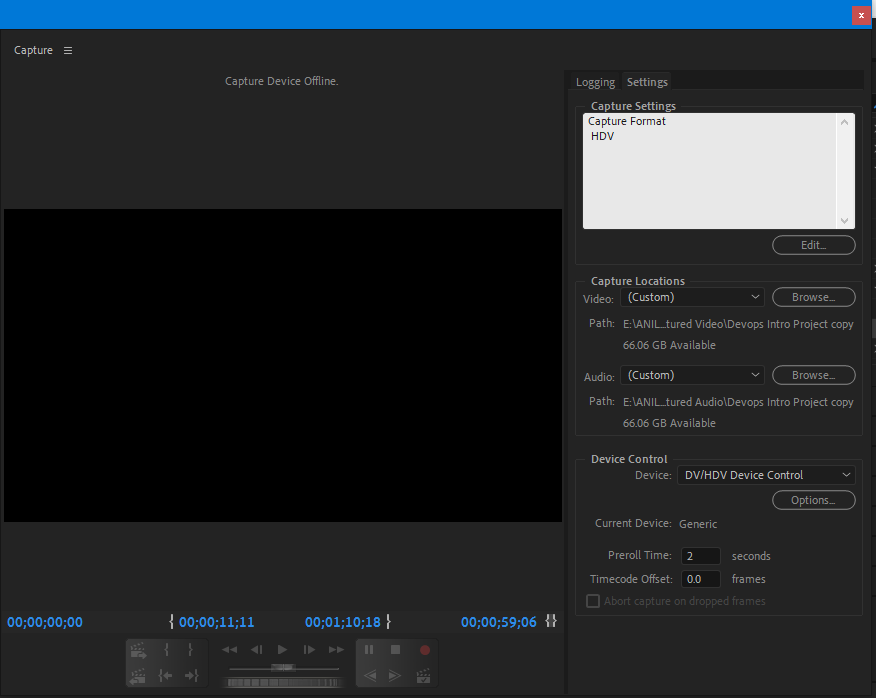 Capture
Capture Device Offline.
Logging Settings
Capture Settings
Capture Format
HDV
Edit...
Capture Locations
Video: (Custom) Browse...
Path: E:\ANIL...tured Video\Devops Intro Project copy
66.06 GB Available
Audio: (Custom) Browse...
Path: E:\ANIL...tured Audio\Devops Intro Project copy
66.06 GB Available
Device Control
Device: DV/HDV Device Control
Options...
Current Device: Generic
Preroll Time: 2 seconds
Timecode Offset: 0.0 frames
Abort capture on dropped frames
00;00;00;00 { 00;00;11;11 00;01;10;18 } 00;00;59;06 {}